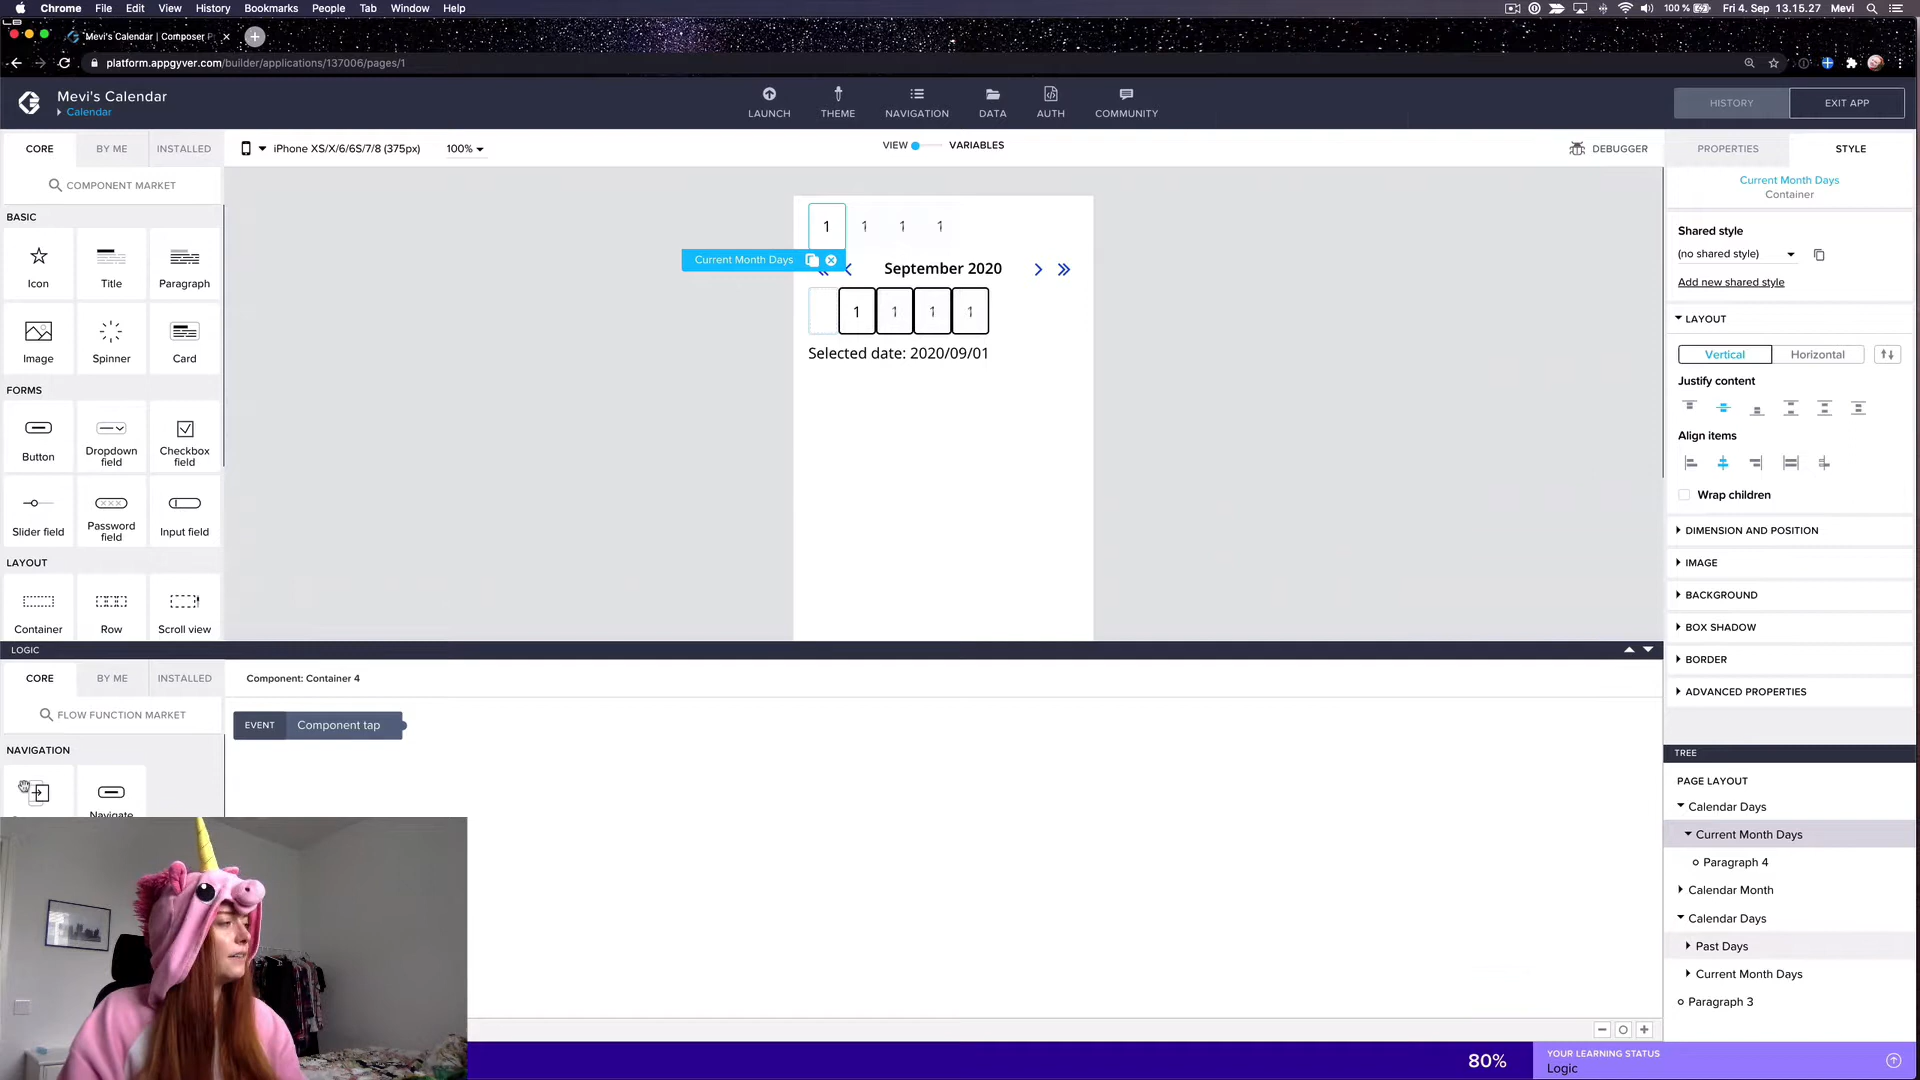 Chrome File Edit View History Bookmarks People Tab Window Help
100 % Fri 4. Sep 13.15.27 Mevi
Mevi's Calendar | Composer P
platform.appgyver.com/builder/applications/137006/pages/1
Mevi's Calendar
Calendar
LAUNCH THEME NAVIGATION DATA AUTH COMMUNITY
HISTORY EXIT APP
CORE BY ME INSTALLED
iPhone XS/X/6/6S/7/8 (375px) 100%
VIEW VARIABLES
DEBUGGER
PROPERTIES STYLE
COMPONENT MARKET
BASIC
Icon Title Paragraph
Image Spinner Card
FORMS
Button Dropdown field Checkbox field
Slider field Password field Input field
LAYOUT
Container Row Scroll view
1 1 1 1
Current Month Days
September 2020
1 1 1 1
Selected date: 2020/09/01
Current Month Days
Container
Shared style
(no shared style)
Add new shared style
LAYOUT
Vertical Horizontal
Justify content
Align items
Wrap children
DIMENSION AND POSITION
IMAGE
BACKGROUND
BOX SHADOW
BORDER
ADVANCED PROPERTIES
LOGIC
CORE BY ME INSTALLED
Component: Container 4
FLOW FUNCTION MARKET
EVENT Component tap
NAVIGATION
Navigate
TREE
PAGE LAYOUT
Calendar Days
Current Month Days
Paragraph 4
Calendar Month
Calendar Days
Past Days
Current Month Days
Paragraph 3
80%
YOUR LEARNING STATUS
Logic